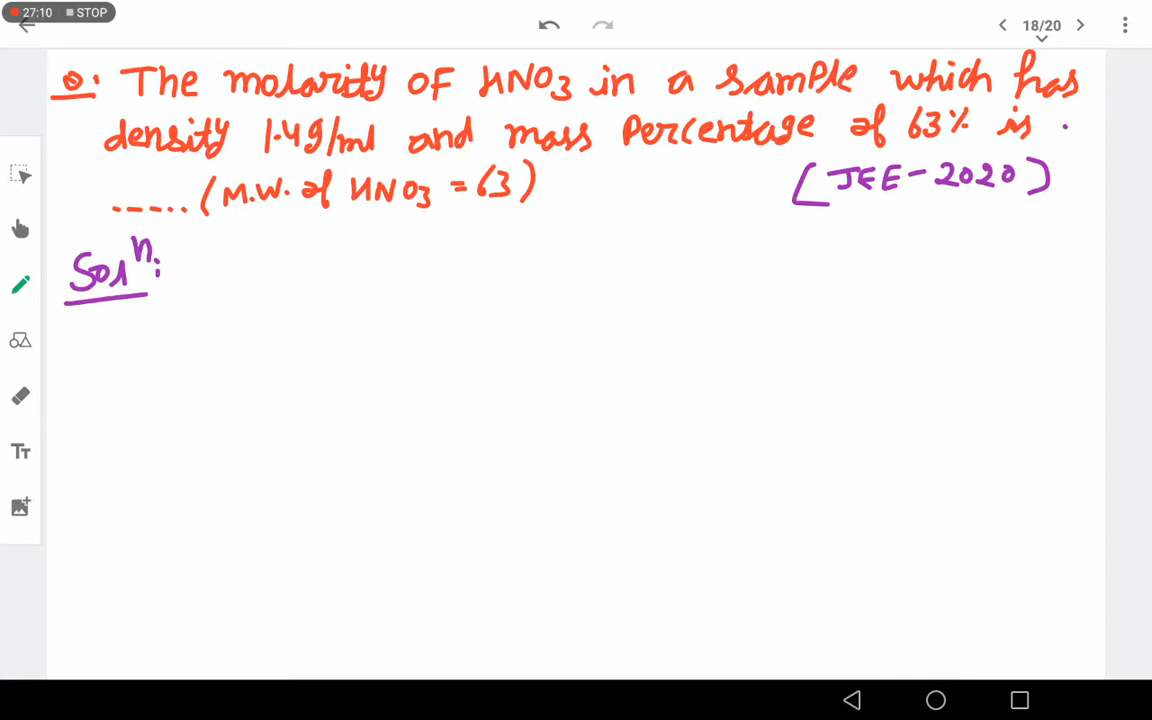 27:10 STOP
18/20
Q. The molarity of HNO3 in a sample which has
density 1.4g/ml and mass Percentage of 63% is .
...... (M.W. of HNO3 = 63) [JEE-2020]
Soln:
Tт